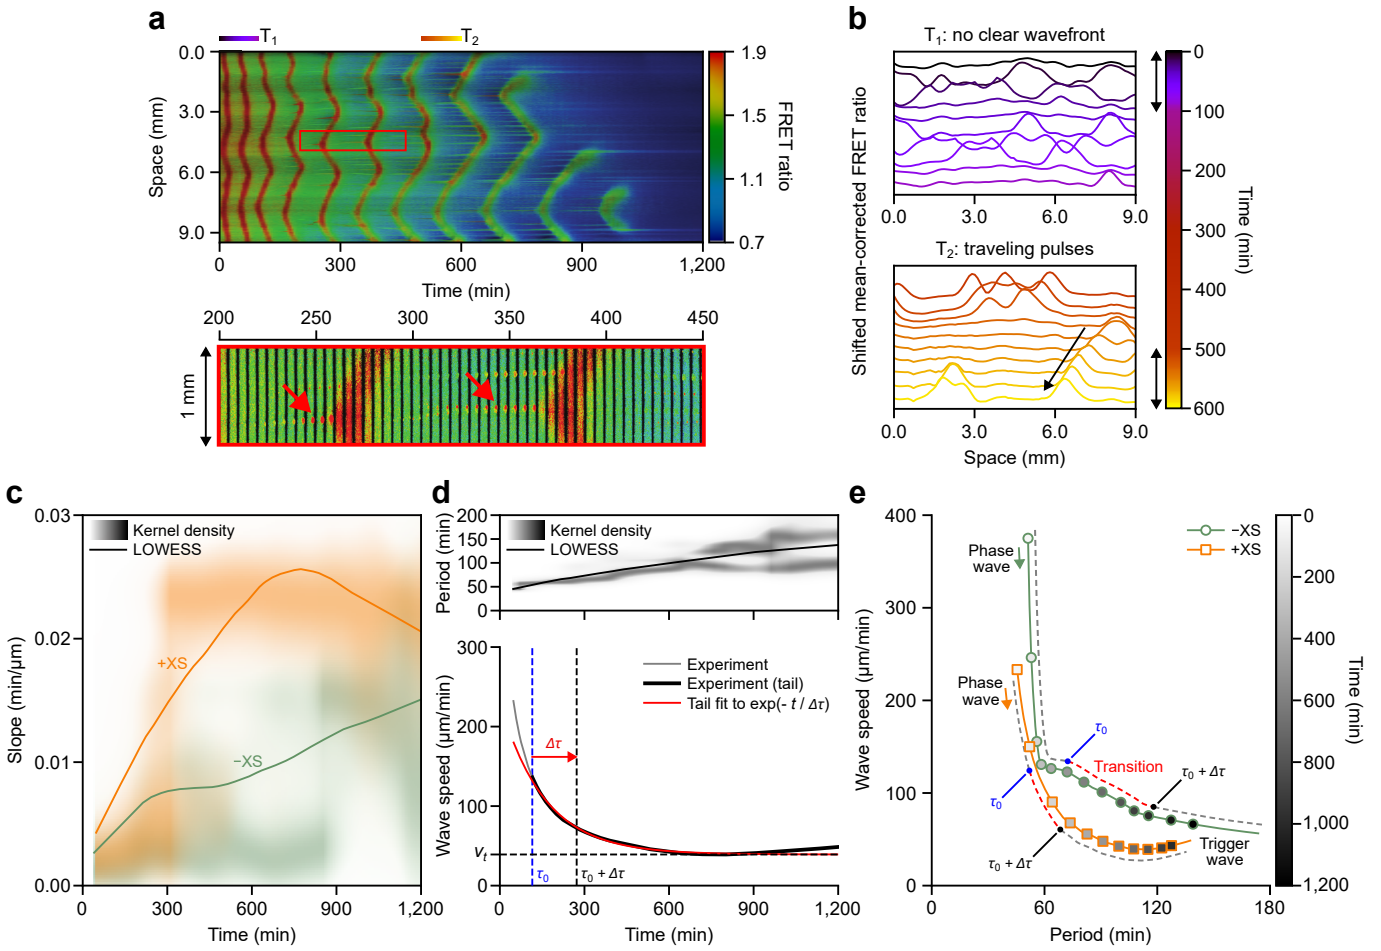 a
T1
T2
0.0
3.0
6.0
9.0
Space (mm)
0
300
600
900
1,200
Time (min)
1.9
1.5
1.1
0.7
FRET ratio
200
250
300
350
400
450
1 mm
b
T1: no clear wavefront
0.0
3.0
6.0
9.0
T2: traveling pulses
0.0
3.0
6.0
9.0
Space (mm)
Shifted mean-corrected FRET ratio
0
100
200
300
400
500
600
Time (min)
c
Kernel density
LOWESS
+XS
−XS
0.03
0.02
0.01
0.00
Slope (min/μm)
0
300
600
900
1,200
Time (min)
d
Kernel density
LOWESS
200
150
100
50
0
Period (min)
Experiment
Experiment (tail)
Tail fit to exp(- t / Δτ)
Δτ
300
200
100
Vt
0
τ0
τ0 + Δτ
Wave speed (μm/min)
0
300
600
900
1,200
Time (min)
e
−XS
+XS
Phase
wave
Phase
wave
τ0
Transition
τ0 + Δτ
τ0
τ0 + Δτ
Trigger
wave
400
300
200
100
0
Wave speed (μm/min)
0
60
120
180
Period (min)
0
200
400
600
800
1,000
1,200
Time (min)